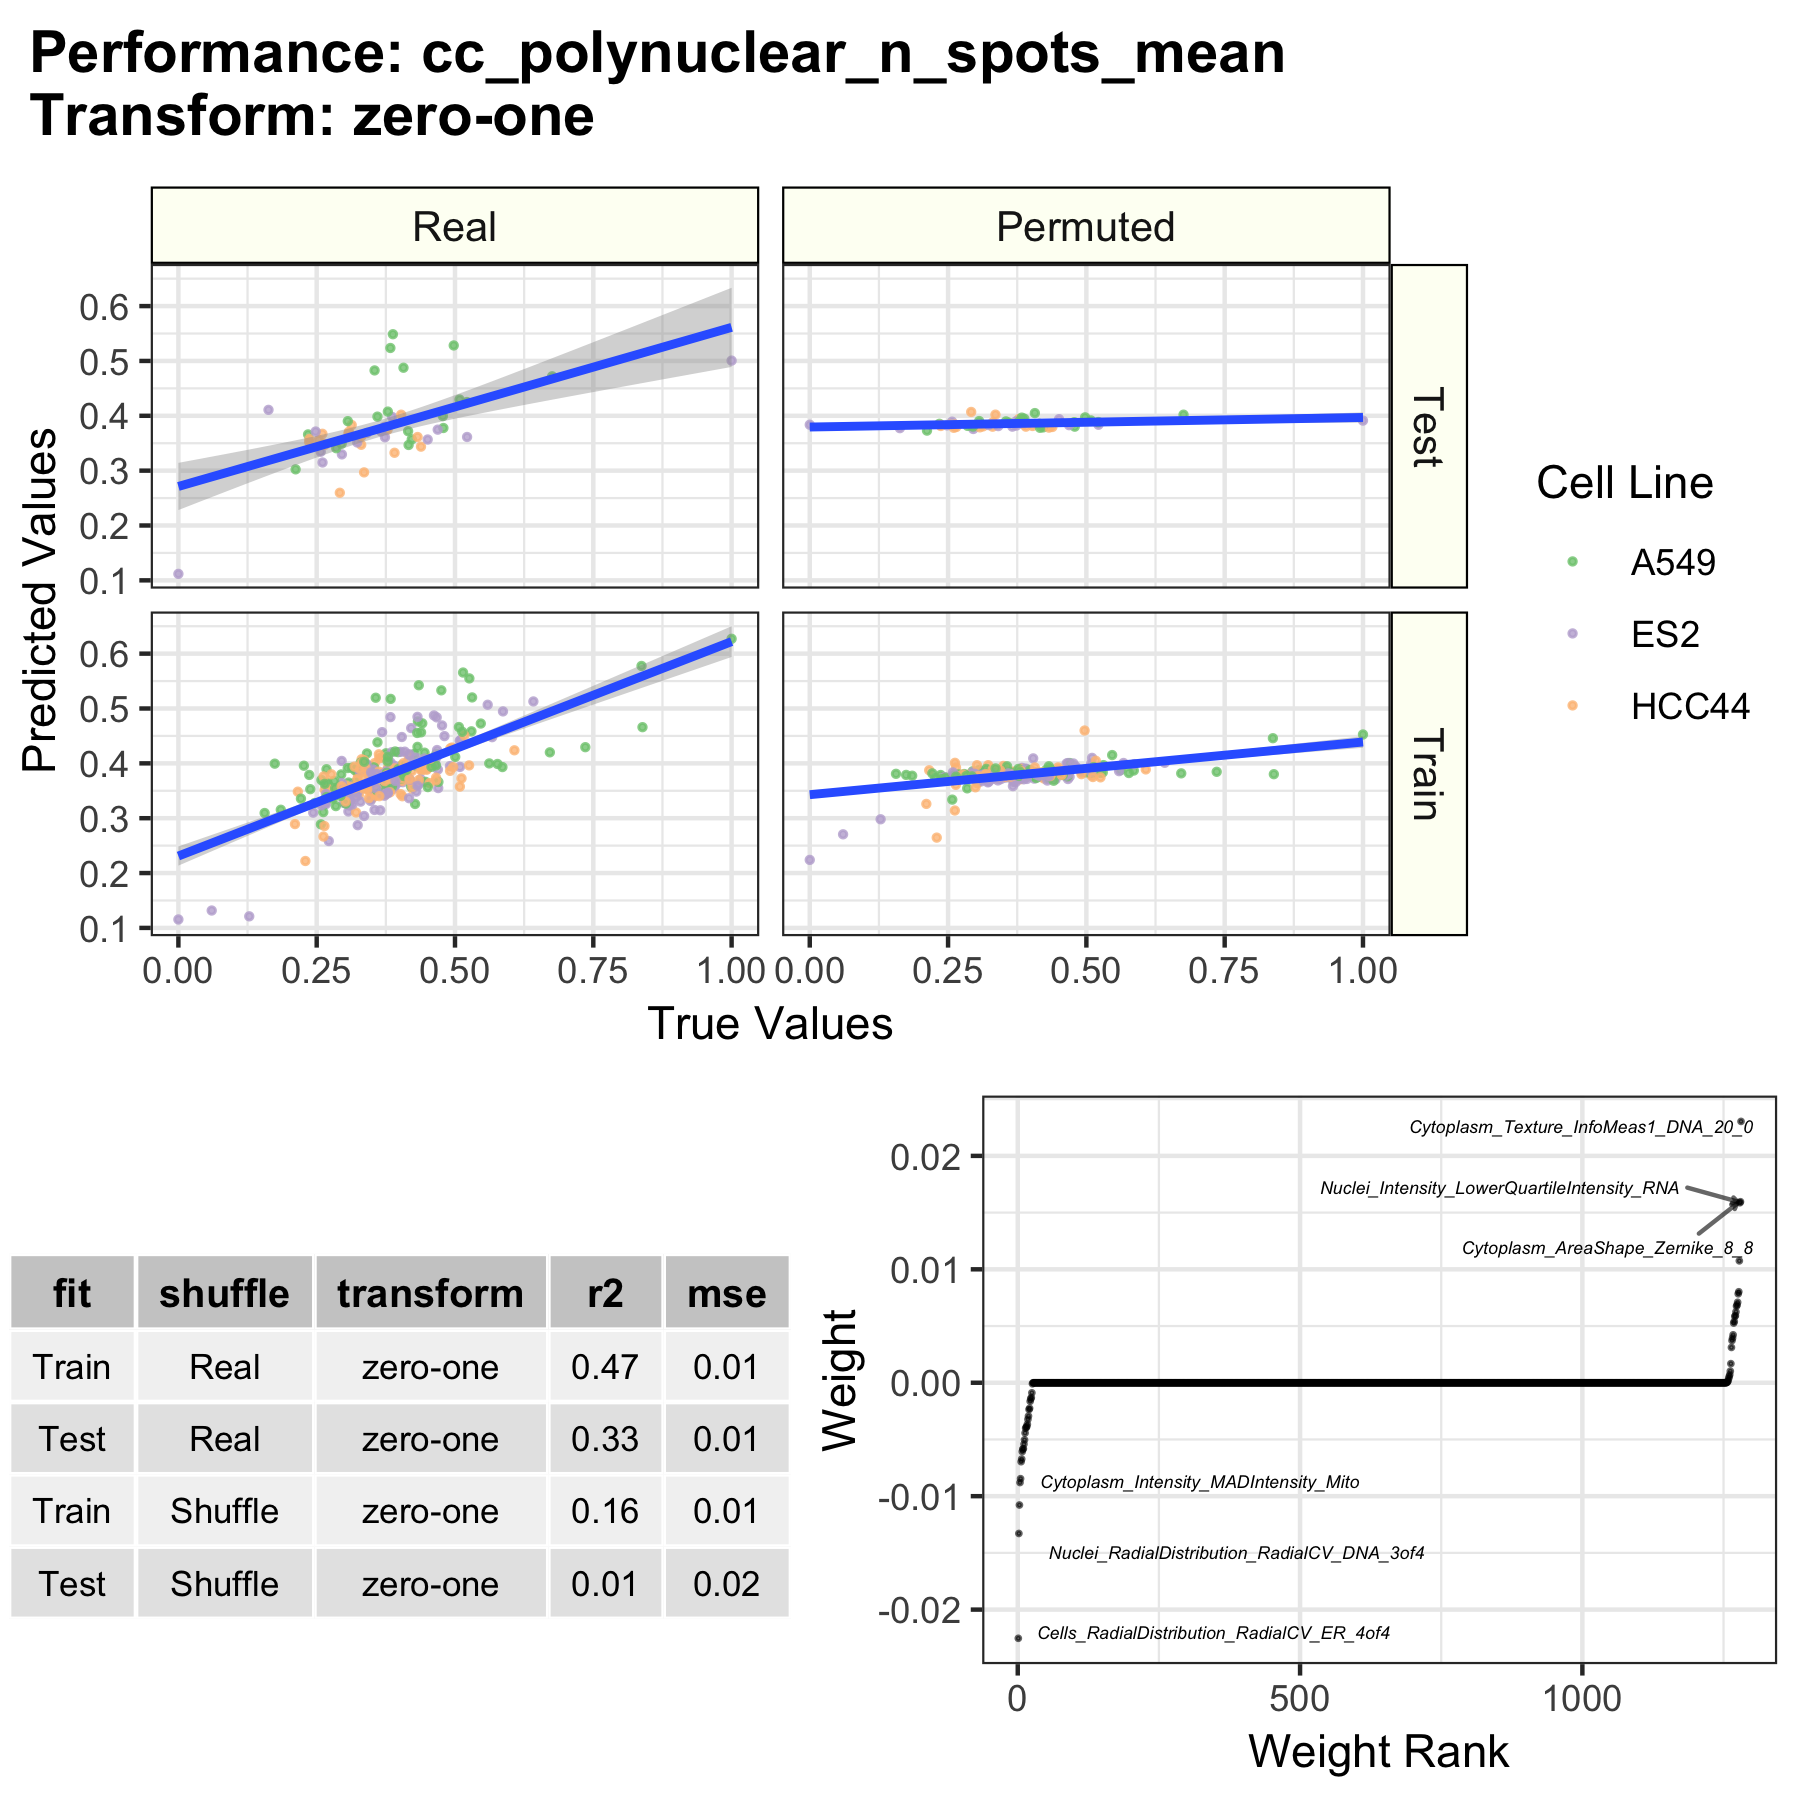 Performance: cc_polynuclear_n_spots_mean
Transform: zero-one
Real
Permuted
0.6
0.5
0.4
0.3
0.2
0.1
Test
0.6
0.5
0.4
0.3
0.2
0.1
Train
Predicted Values
0.00 0.25 0.50 0.75 1.00
0.00 0.25 0.50 0.75 1.00
True Values
Cell Line
A549
ES2
HCC44
fit shuffle transform r2 mse
Train Real zero-one 0.47 0.01
Test Real zero-one 0.33 0.01
Train Shuffle zero-one 0.16 0.01
Test Shuffle zero-one 0.01 0.02
Weight
0.02
0.01
0.00
-0.01
-0.02
Cytoplasm_Texture_InfoMeas1_DNA_20_0
Nuclei_Intensity_LowerQuartileIntensity_RNA
Cytoplasm_AreaShape_Zernike_8_8
Cytoplasm_Intensity_MADIntensity_Mito
Nuclei_RadialDistribution_RadialCV_DNA_3of4
Cells_RadialDistribution_RadialCV_ER_4of4
0 500 1000
Weight Rank